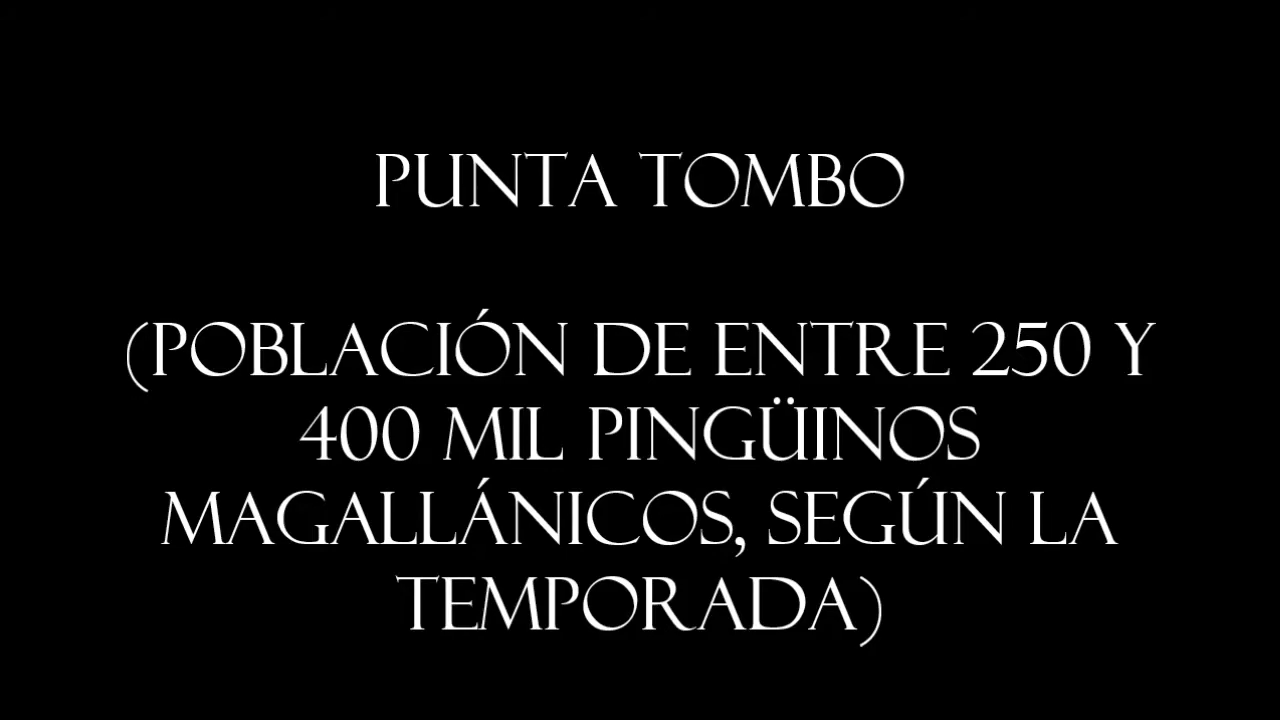 PUNTA TOMBO
(POBLACIÓN DE ENTRE 250 Y
400 MIL PINGÜINOS
MAGALLÁNICOS, SEGÚN LA
TEMPORADA)